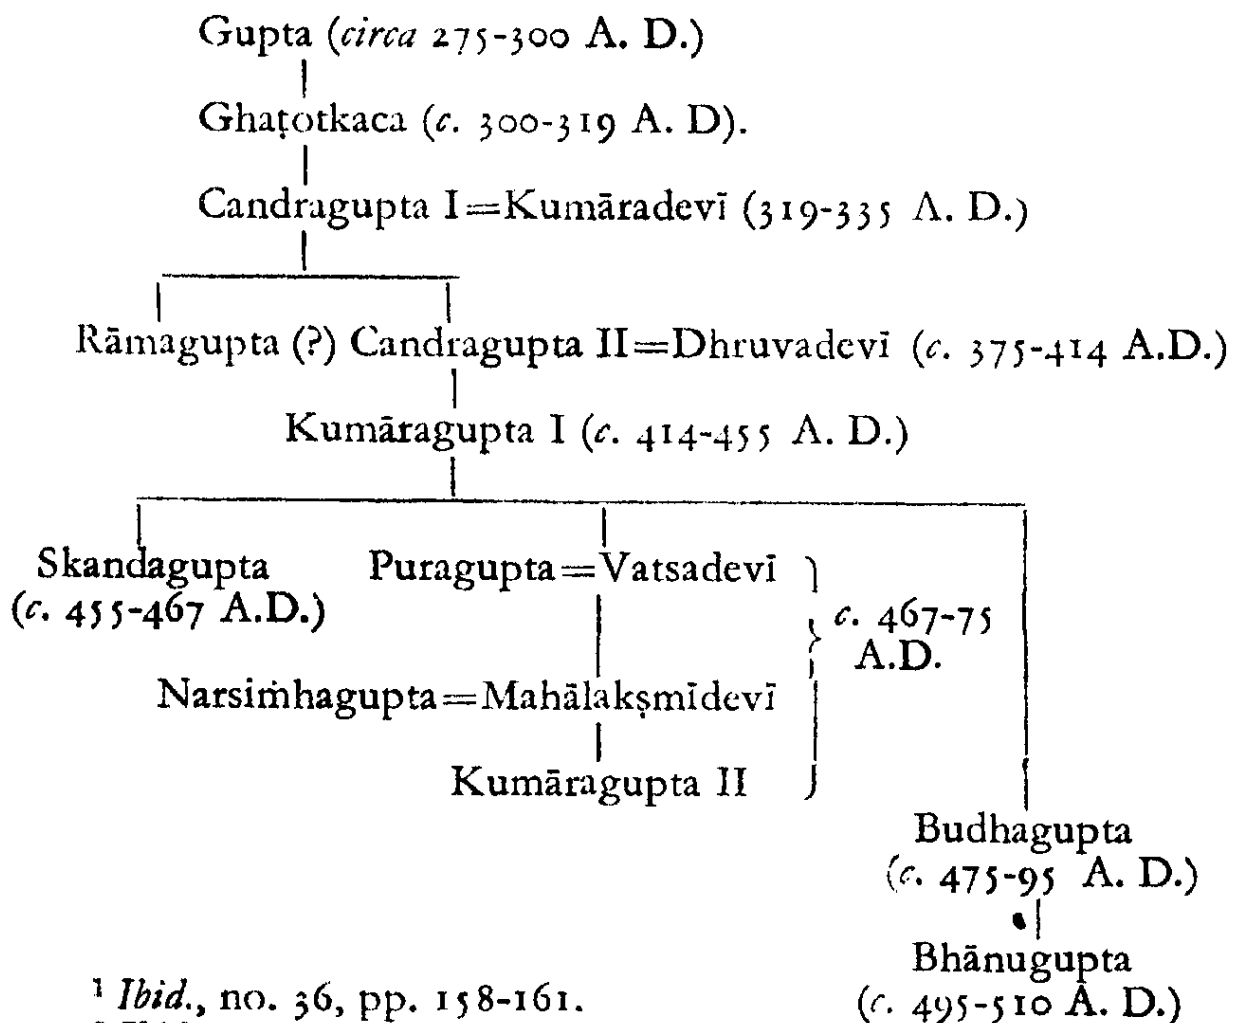 Gupta (circa 275-300 A. D.)
Ghaṭotkaca (c. 300-319 A. D).
Candragupta I=Kumāradevī (319-335 A. D.)
Rāmagupta (?) Candragupta II=Dhruvadevī (c. 375-414 A.D.)
Kumāragupta I (c. 414-455 A. D.)
Skandagupta Puragupta=Vatsadevī
(c. 455-467 A.D.) c. 467-75
A.D.
Narsiṁhagupta=Mahālakṣmīdevī
Kumāragupta II
Budhagupta
(c. 475-95 A. D.)
Bhānugupta
(c. 495-510 A. D.)
¹ Ibid., no. 36, pp. 158-161.